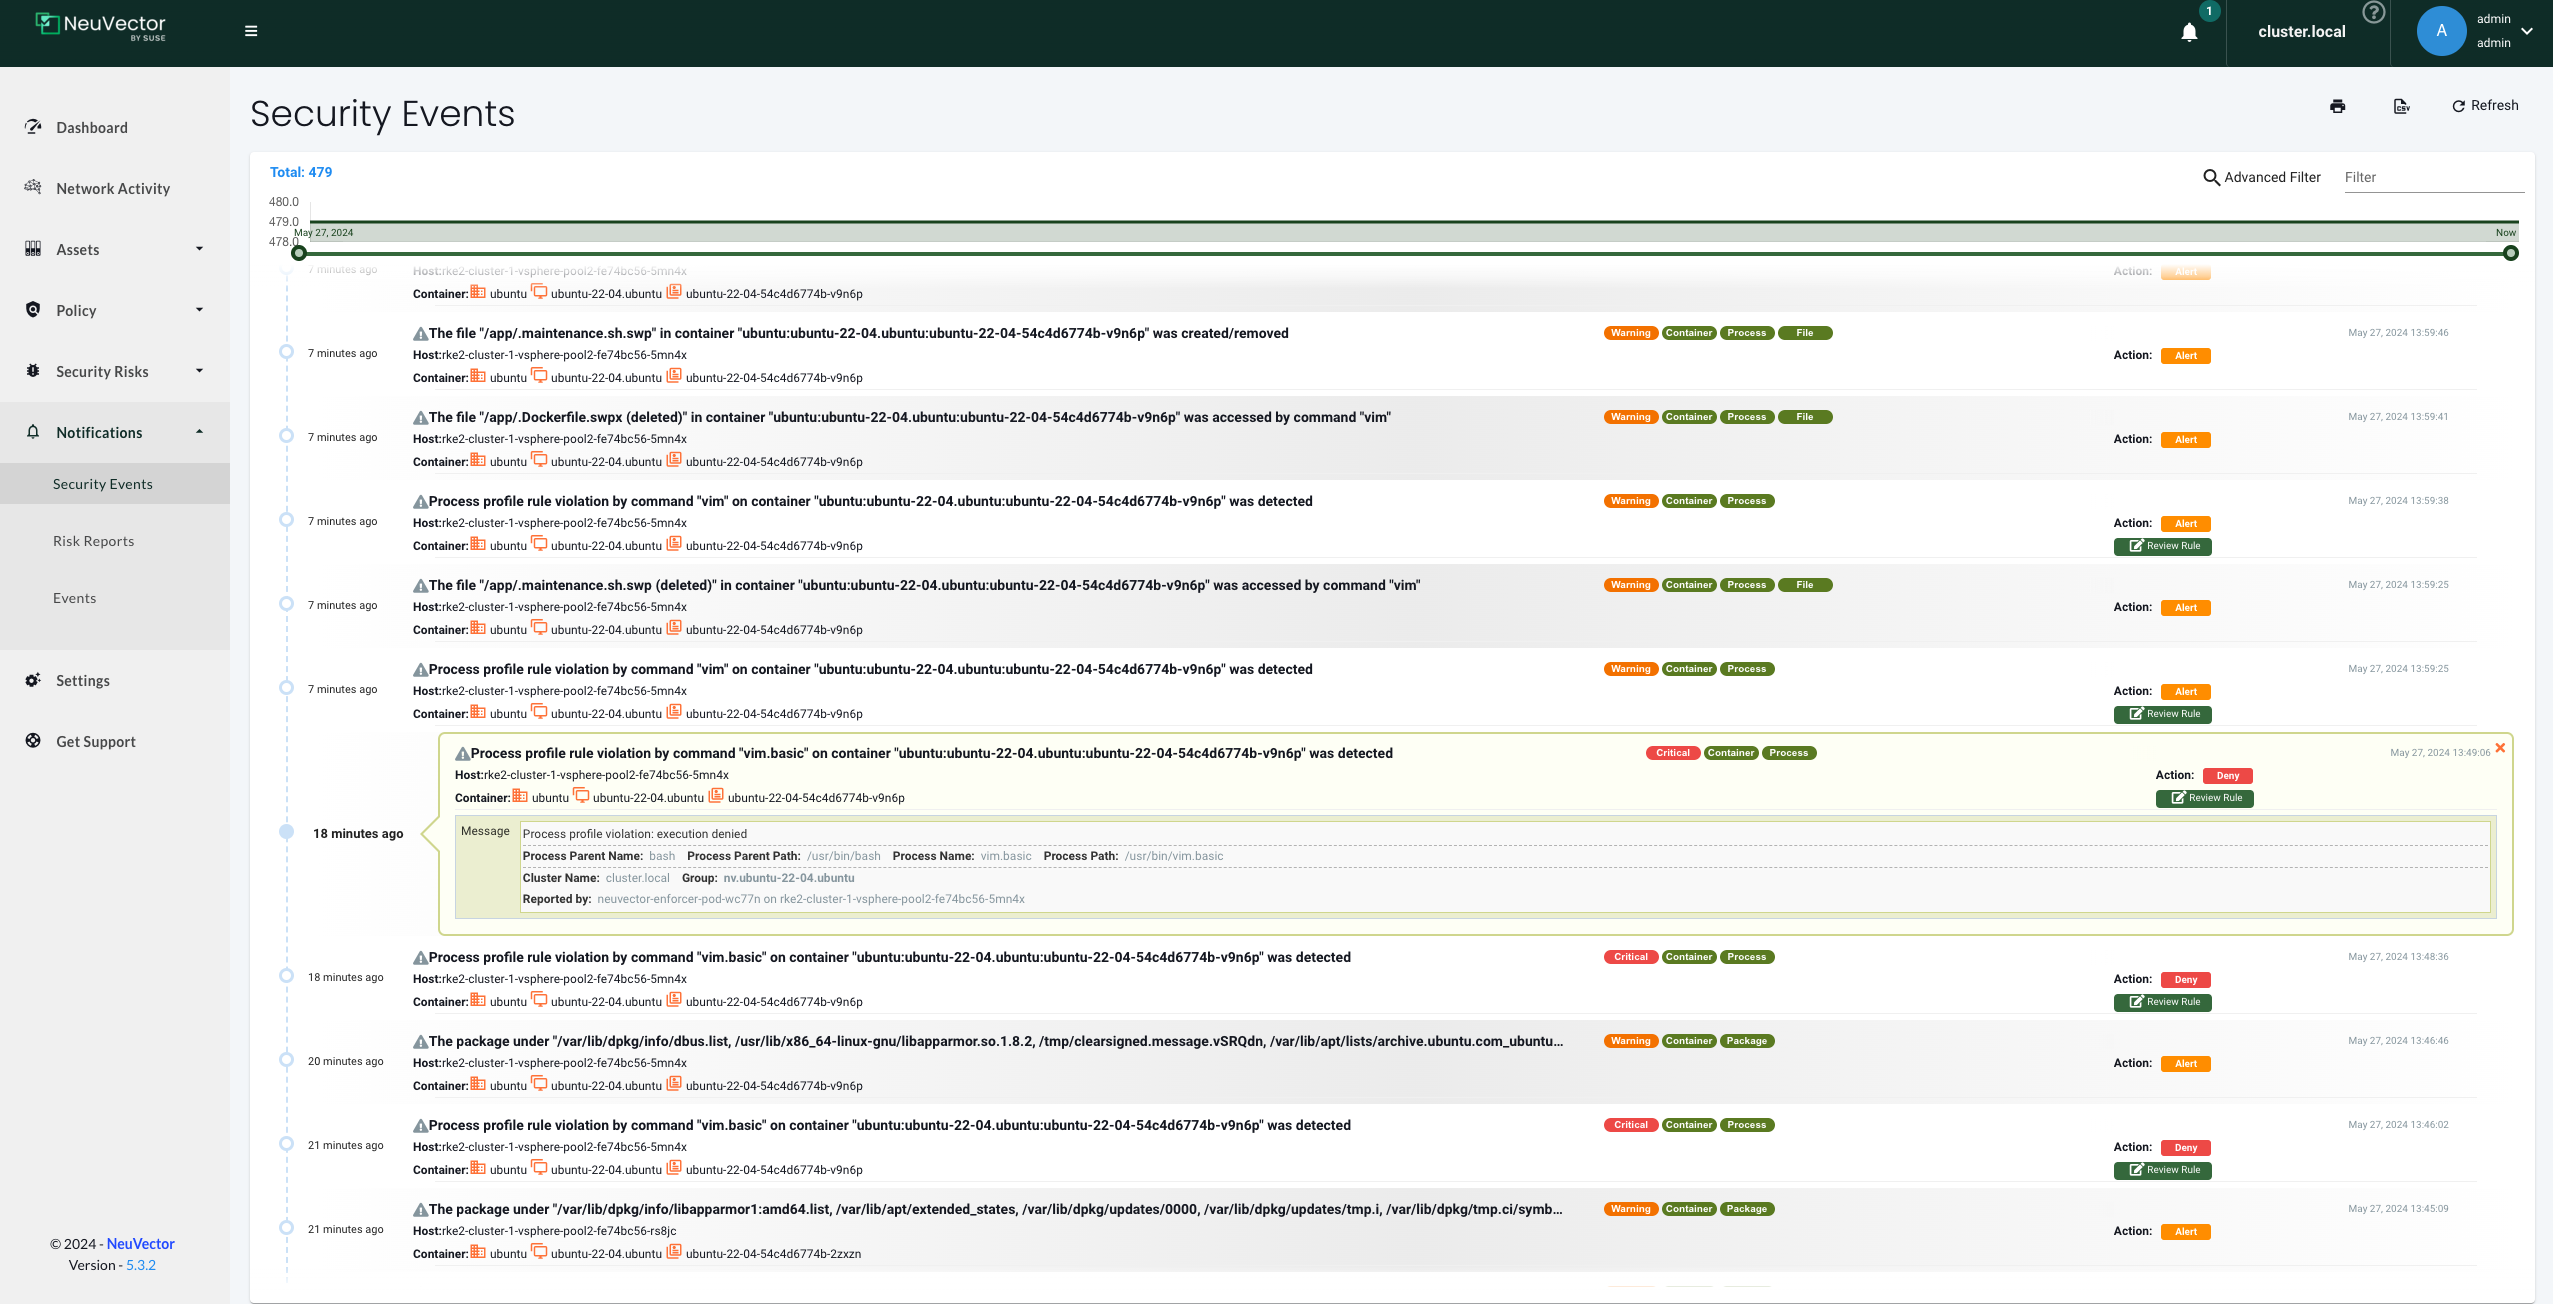 NeuVector
BY SUSE
1
cluster.local
A
admin
admin
Dashboard
Network Activity
Assets
Policy
Security Risks
Notifications
Security Events
Risk Reports
Events
Settings
Get Support
© 2024 - NeuVector
Version - 5.3.2
Security Events
CSV
Refresh
Total: 479
Advanced Filter
Filter
480.0
479.0
478.0
May 27, 2024
Now
7 minutes ago
Host:rke2-cluster-1-vsphere-pool2-fe74bc56-5mn4x
Action: Alert
Container: ubuntu ubuntu-22-04.ubuntu ubuntu-22-04-54c4d6774b-v9n6p
The file "/app/.maintenance.sh.swp" in container "ubuntu:ubuntu-22-04.ubuntu:ubuntu-22-04-54c4d6774b-v9n6p" was created/removed Warning Container Process File May 27, 2024 13:59:46
7 minutes ago Host:rke2-cluster-1-vsphere-pool2-fe74bc56-5mn4x Action: Alert
Container: ubuntu ubuntu-22-04.ubuntu ubuntu-22-04-54c4d6774b-v9n6p
The file "/app/.Dockerfile.swpx (deleted)" in container "ubuntu:ubuntu-22-04.ubuntu:ubuntu-22-04-54c4d6774b-v9n6p" was accessed by command "vim" Warning Container Process File May 27, 2024 13:59:41
7 minutes ago Host:rke2-cluster-1-vsphere-pool2-fe74bc56-5mn4x Action: Alert
Container: ubuntu ubuntu-22-04.ubuntu ubuntu-22-04-54c4d6774b-v9n6p
Process profile rule violation by command "vim" on container "ubuntu:ubuntu-22-04.ubuntu:ubuntu-22-04-54c4d6774b-v9n6p" was detected Warning Container Process May 27, 2024 13:59:38
7 minutes ago Host:rke2-cluster-1-vsphere-pool2-fe74bc56-5mn4x Action: Alert
Container: ubuntu ubuntu-22-04.ubuntu ubuntu-22-04-54c4d6774b-v9n6p Review Rule
The file "/app/.maintenance.sh.swp (deleted)" in container "ubuntu:ubuntu-22-04.ubuntu:ubuntu-22-04-54c4d6774b-v9n6p" was accessed by command "vim" Warning Container Process File May 27, 2024 13:59:25
7 minutes ago Host:rke2-cluster-1-vsphere-pool2-fe74bc56-5mn4x Action: Alert
Container: ubuntu ubuntu-22-04.ubuntu ubuntu-22-04-54c4d6774b-v9n6p
Process profile rule violation by command "vim" on container "ubuntu:ubuntu-22-04.ubuntu:ubuntu-22-04-54c4d6774b-v9n6p" was detected Warning Container Process May 27, 2024 13:59:25
7 minutes ago Host:rke2-cluster-1-vsphere-pool2-fe74bc56-5mn4x Action: Alert
Container: ubuntu ubuntu-22-04.ubuntu ubuntu-22-04-54c4d6774b-v9n6p Review Rule
Process profile rule violation by command "vim.basic" on container "ubuntu:ubuntu-22-04.ubuntu:ubuntu-22-04-54c4d6774b-v9n6p" was detected Critical Container Process May 27, 2024 13:49:06
Host:rke2-cluster-1-vsphere-pool2-fe74bc56-5mn4x Action: Deny
Container: ubuntu ubuntu-22-04.ubuntu ubuntu-22-04-54c4d6774b-v9n6p Review Rule
18 minutes ago Message Process profile violation: execution denied
Process Parent Name: bash Process Parent Path: /usr/bin/bash Process Name: vim.basic Process Path: /usr/bin/vim.basic
Cluster Name: cluster.local Group: nv.ubuntu-22-04.ubuntu
Reported by: neuvector-enforcer-pod-wc77n on rke2-cluster-1-vsphere-pool2-fe74bc56-5mn4x
Process profile rule violation by command "vim.basic" on container "ubuntu:ubuntu-22-04.ubuntu:ubuntu-22-04-54c4d6774b-v9n6p" was detected Critical Container Process May 27, 2024 13:48:36
18 minutes ago Host:rke2-cluster-1-vsphere-pool2-fe74bc56-5mn4x Action: Deny
Container: ubuntu ubuntu-22-04.ubuntu ubuntu-22-04-54c4d6774b-v9n6p Review Rule
The package under "/var/lib/dpkg/info/dbus.list, /usr/lib/x86_64-linux-gnu/libapparmor.so.1.8.2, /tmp/clearsigned.message.vSRQdn, /var/lib/apt/lists/archive.ubuntu.com_ubuntu... Warning Container Package May 27, 2024 13:46:46
20 minutes ago Host:rke2-cluster-1-vsphere-pool2-fe74bc56-5mn4x Action: Alert
Container: ubuntu ubuntu-22-04.ubuntu ubuntu-22-04-54c4d6774b-v9n6p
Process profile rule violation by command "vim.basic" on container "ubuntu:ubuntu-22-04.ubuntu:ubuntu-22-04-54c4d6774b-v9n6p" was detected Critical Container Process May 27, 2024 13:46:02
21 minutes ago Host:rke2-cluster-1-vsphere-pool2-fe74bc56-5mn4x Action: Deny
Container: ubuntu ubuntu-22-04.ubuntu ubuntu-22-04-54c4d6774b-v9n6p Review Rule
The package under "/var/lib/dpkg/info/libapparmor1:amd64.list, /var/lib/apt/extended_states, /var/lib/dpkg/updates/0000, /var/lib/dpkg/updates/tmp.i, /var/lib/dpkg/tmp.ci/symb... Warning Container Package May 27, 2024 13:45:09
21 minutes ago Host:rke2-cluster-1-vsphere-pool2-fe74bc56-rs8jc Action: Alert
Container: ubuntu ubuntu-22-04.ubuntu ubuntu-22-04-54c4d6774b-2zxzn